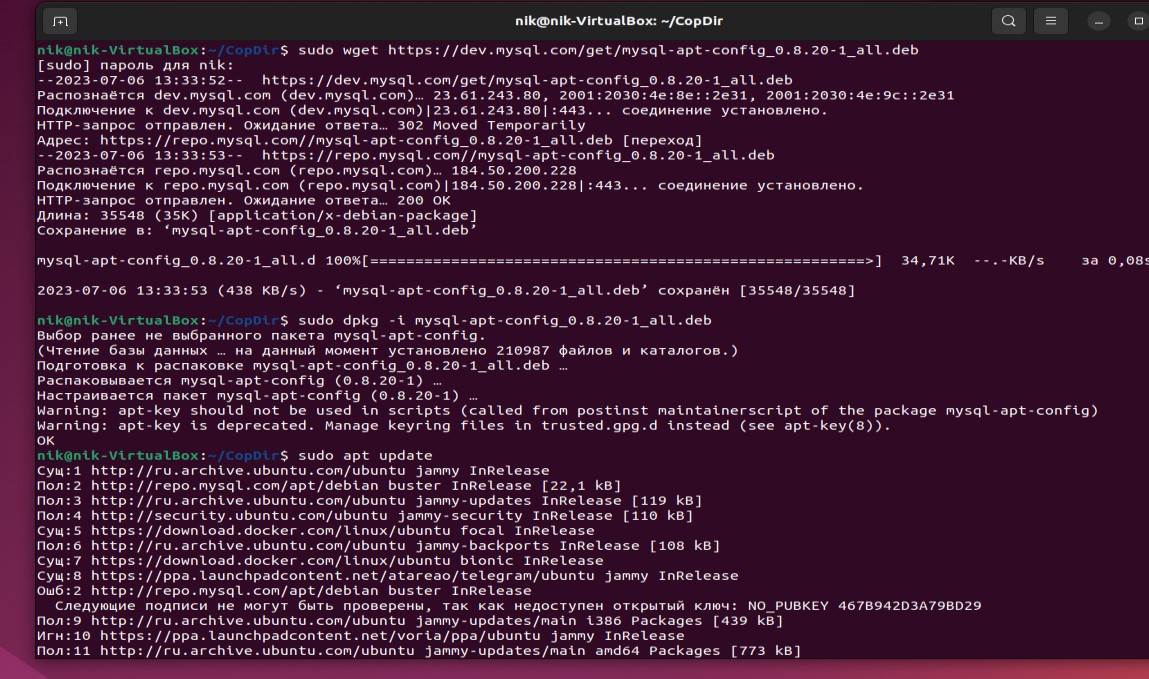 nik@nik-VirtualBox: ~/CopDir
nik@nik-VirtualBox:~/CopDir$ sudo wget https://dev.mysql.com/get/mysql-apt-config_0.8.20-1_all.deb
[sudo] пароль для nik:
--2023-07-06 13:33:52--  https://dev.mysql.com/get/mysql-apt-config_0.8.20-1_all.deb
Распознаётся dev.mysql.com (dev.mysql.com)… 23.61.243.80, 2001:2030:4e:8e::2e31, 2001:2030:4e:9c::2e31
Подключение к dev.mysql.com (dev.mysql.com)|23.61.243.80|:443... соединение установлено.
HTTP-запрос отправлен. Ожидание ответа… 302 Moved Temporarily
Адрес: https://repo.mysql.com//mysql-apt-config_0.8.20-1_all.deb [переход]
--2023-07-06 13:33:53--  https://repo.mysql.com//mysql-apt-config_0.8.20-1_all.deb
Распознаётся repo.mysql.com (repo.mysql.com)… 184.50.200.228
Подключение к repo.mysql.com (repo.mysql.com)|184.50.200.228|:443... соединение установлено.
HTTP-запрос отправлен. Ожидание ответа… 200 OK
Длина: 35548 (35K) [application/x-debian-package]
Сохранение в: ‘mysql-apt-config_0.8.20-1_all.deb’
mysql-apt-config_0.8.20-1_all.d 100%[=======================================================>]  34,71K  --.-KB/s    за 0,08s
2023-07-06 13:33:53 (438 KB/s) - ‘mysql-apt-config_0.8.20-1_all.deb’ сохранён [35548/35548]
nik@nik-VirtualBox:~/CopDir$ sudo dpkg -i mysql-apt-config_0.8.20-1_all.deb
Выбор ранее не выбранного пакета mysql-apt-config.
(Чтение базы данных … на данный момент установлено 210987 файлов и каталогов.)
Подготовка к распаковке mysql-apt-config_0.8.20-1_all.deb …
Распаковывается mysql-apt-config (0.8.20-1) …
Настраивается пакет mysql-apt-config (0.8.20-1) …
Warning: apt-key should not be used in scripts (called from postinst maintainerscript of the package mysql-apt-config)
Warning: apt-key is deprecated. Manage keyring files in trusted.gpg.d instead (see apt-key(8)).
OK
nik@nik-VirtualBox:~/CopDir$ sudo apt update
Сущ:1 http://ru.archive.ubuntu.com/ubuntu jammy InRelease
Пол:2 http://repo.mysql.com/apt/debian buster InRelease [22,1 kB]
Пол:3 http://ru.archive.ubuntu.com/ubuntu jammy-updates InRelease [119 kB]
Пол:4 http://security.ubuntu.com/ubuntu jammy-security InRelease [110 kB]
Сущ:5 https://download.docker.com/linux/ubuntu focal InRelease
Пол:6 http://ru.archive.ubuntu.com/ubuntu jammy-backports InRelease [108 kB]
Сущ:7 https://download.docker.com/linux/ubuntu bionic InRelease
Сущ:8 https://ppa.launchpadcontent.net/atareao/telegram/ubuntu jammy InRelease
Ошб:2 http://repo.mysql.com/apt/debian buster InRelease
  Следующие подписи не могут быть проверены, так как недоступен открытый ключ: NO_PUBKEY 467B942D3A79BD29
Пол:9 http://ru.archive.ubuntu.com/ubuntu jammy-updates/main i386 Packages [439 kB]
Игн:10 https://ppa.launchpadcontent.net/voria/ppa/ubuntu jammy InRelease
Пол:11 http://ru.archive.ubuntu.com/ubuntu jammy-updates/main amd64 Packages [773 kB]